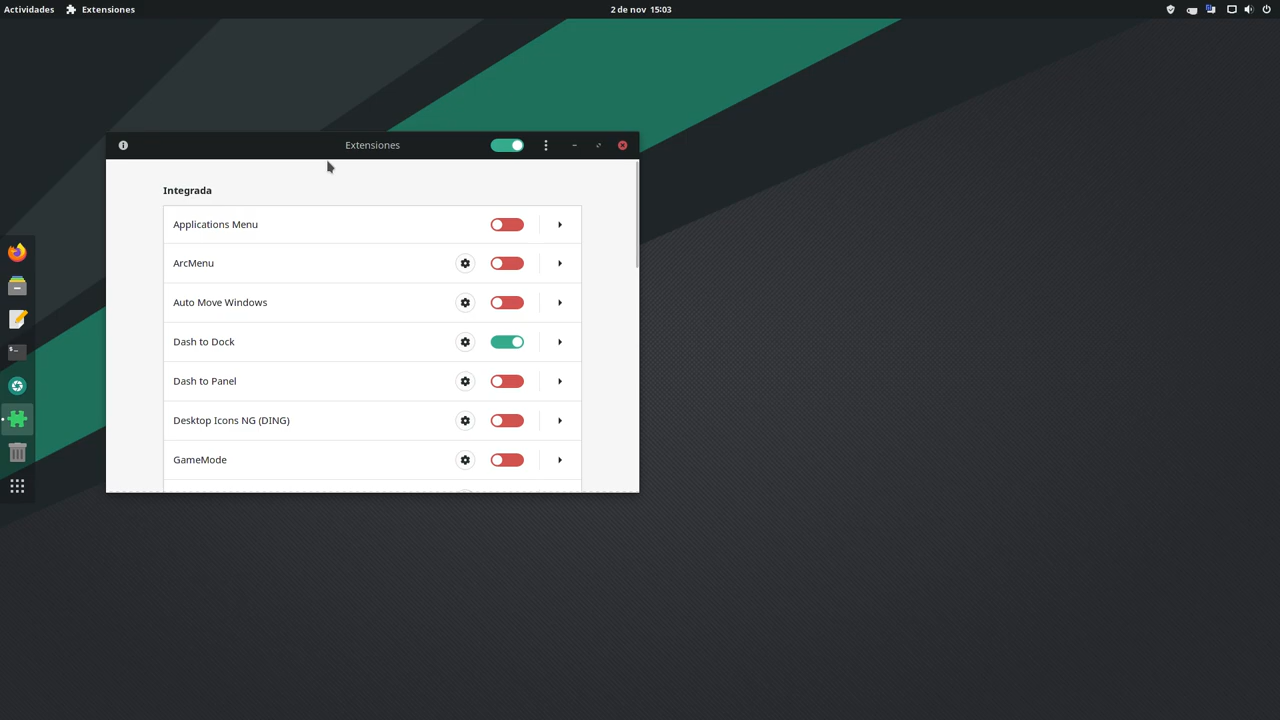 Actividades Extensiones 2 de nov 15:03
Extensiones
Integrada
Applications Menu
ArcMenu
Auto Move Windows
Dash to Dock
Dash to Panel
Desktop Icons NG (DING)
GameMode